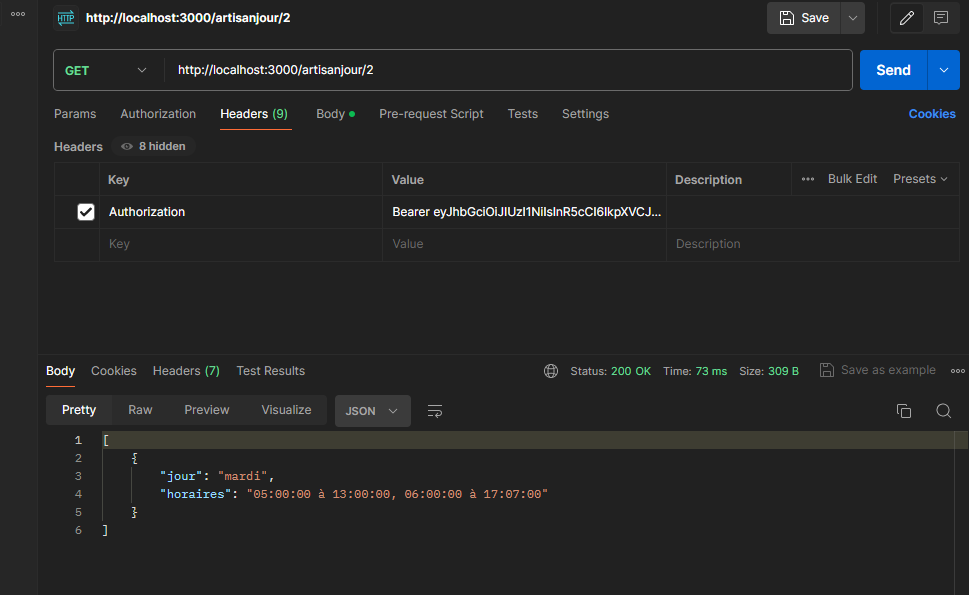 HTTP http://localhost:3000/artisanjour/2 Save
GET http://localhost:3000/artisanjour/2 Send
Params Authorization Headers (9) Body Pre-request Script Tests Settings Cookies
Headers 8 hidden
Key Value Description Bulk Edit Presets
Authorization Bearer eyJhbGciOiJIUzI1NiIsInR5cCI6IkpXVCJ...
Key Value Description
Body Cookies Headers (7) Test Results Status: 200 OK Time: 73 ms Size: 309 B Save as example
Pretty Raw Preview Visualize JSON
1 [
2 {
3 "jour": "mardi",
4 "horaires": "05:00:00 à 13:00:00, 06:00:00 à 17:07:00"
5 }
6 ]